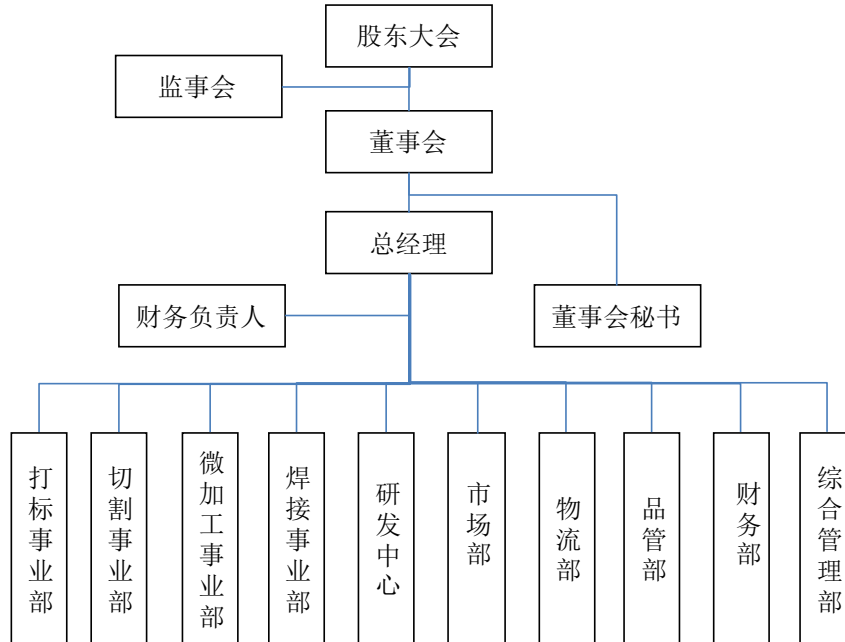 股东大会
监事会
董事会
总经理
财务负责人
董事会秘书
打标事业部
切割事业部
微加工事业部
焊接事业部
研发中心
市场部
物流部
品管部
财务部
综合管理部